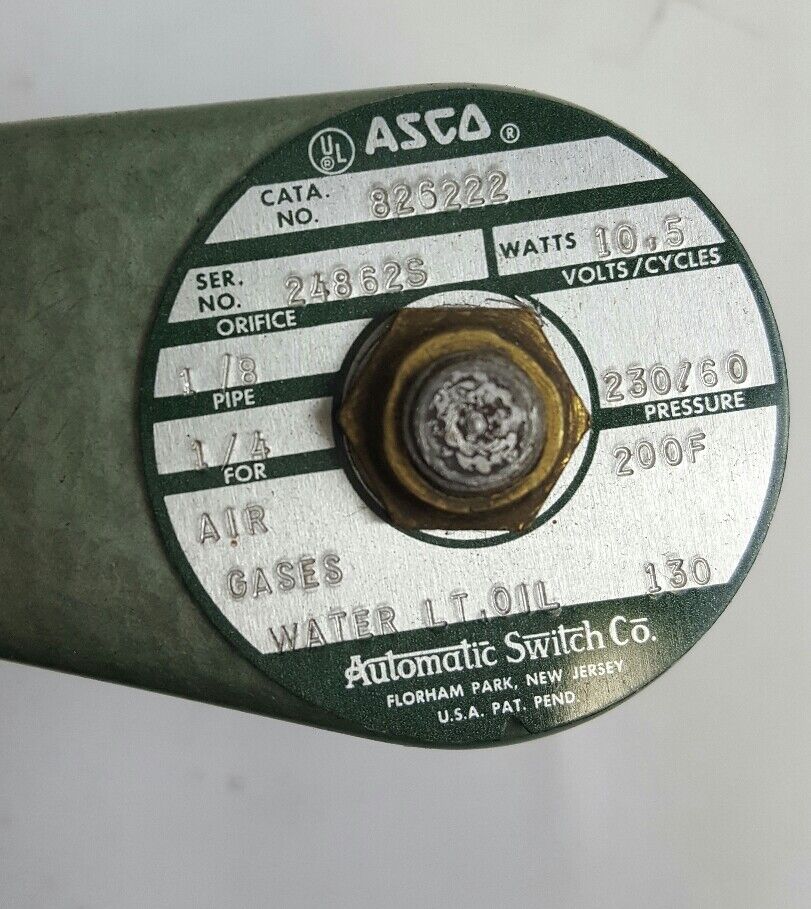 UL® ASCO®
CATA. NO. 826222
SER. NO. 24862S WATTS 10.5
ORIFICE VOLTS/CYCLES
1/8 230/60
PIPE PRESSURE
1/4 200F
FOR
AIR
GASES
WATER LT.OIL 130
Automatic Switch Co.
FLORHAM PARK, NEW JERSEY
U.S.A. PAT. PEND.